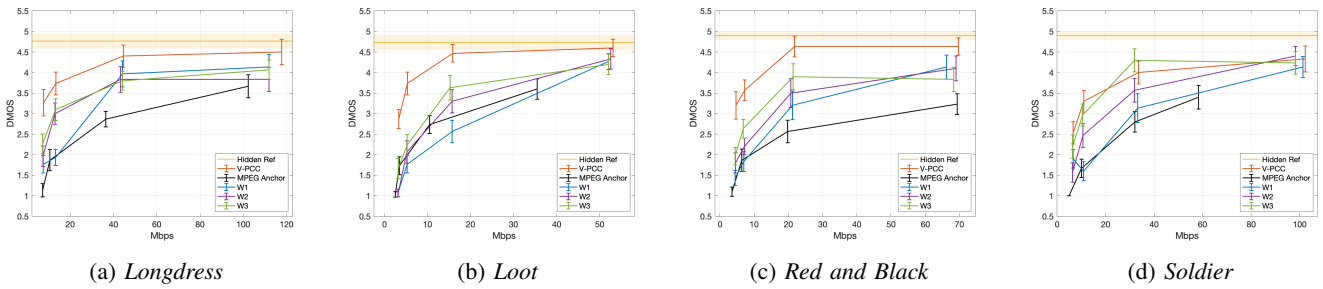 5.5
5
4.5
4
3.5
3
2.5
2
1.5
1
0.5
DMOS
0 20 40 60 80 100 120
Mbps
Hidden Ref
V-PCC
MPEG Anchor
W1
W2
W3
(a) Longdress
5.5
5
4.5
4
3.5
3
2.5
2
1.5
1
0.5
DMOS
0 10 20 30 40 50
Mbps
Hidden Ref
V-PCC
MPEG Anchor
W1
W2
W3
(b) Loot
5.5
5
4.5
4
3.5
3
2.5
2
1.5
1
0.5
DMOS
0 10 20 30 40 50 60 70
Mbps
Hidden Ref
V-PCC
MPEG Anchor
W1
W2
W3
(c) Red and Black
5.5
5
4.5
4
3.5
3
2.5
2
1.5
1
0.5
DMOS
0 20 40 60 80 100
Mbps
Hidden Ref
V-PCC
MPEG Anchor
W1
W2
W3
(d) Soldier